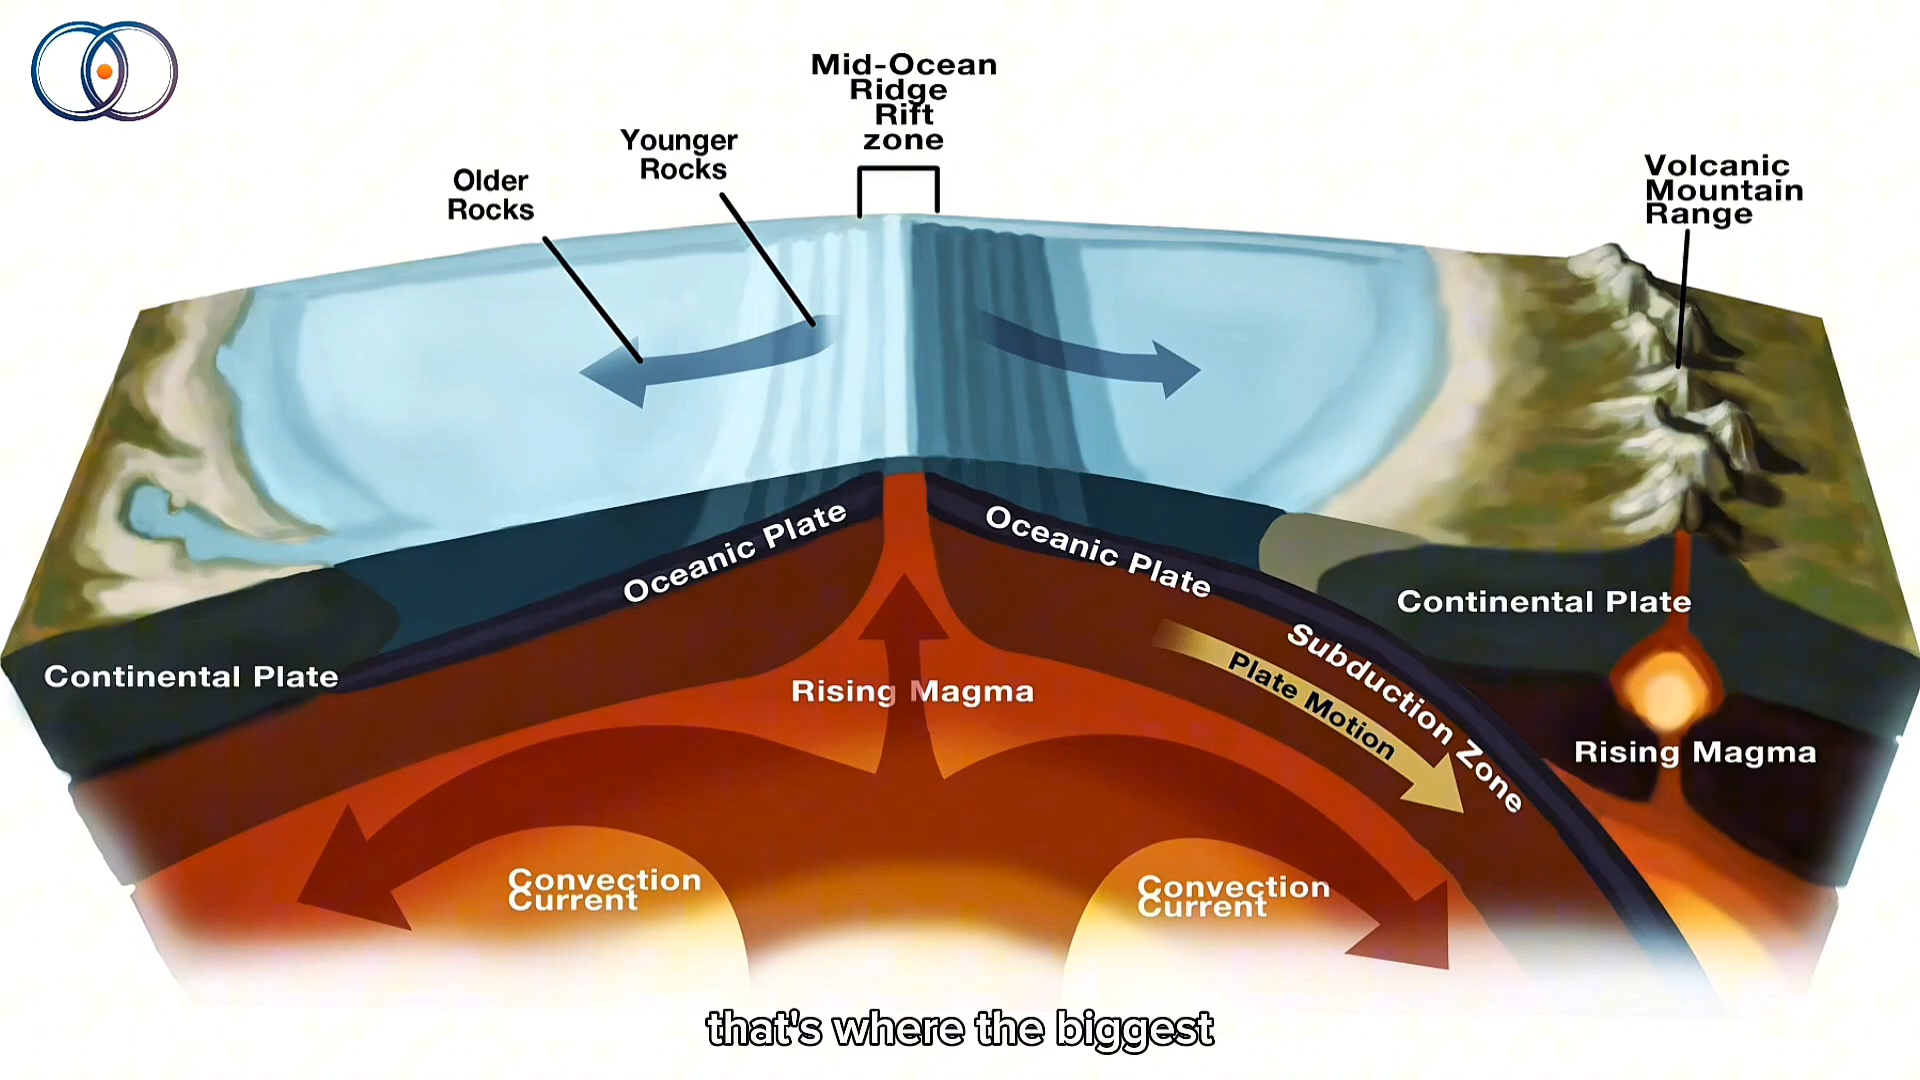 Mid-Ocean
Ridge
Rift
zone
Younger
Rocks
Older
Rocks
Volcanic
Mountain
Range
Oceanic Plate
Oceanic Plate
Continental Plate
Subduction Zone
Plate Motion
Continental Plate
Rising Magma
Rising Magma
Convection
Current
Convection
Current
that's where the biggest